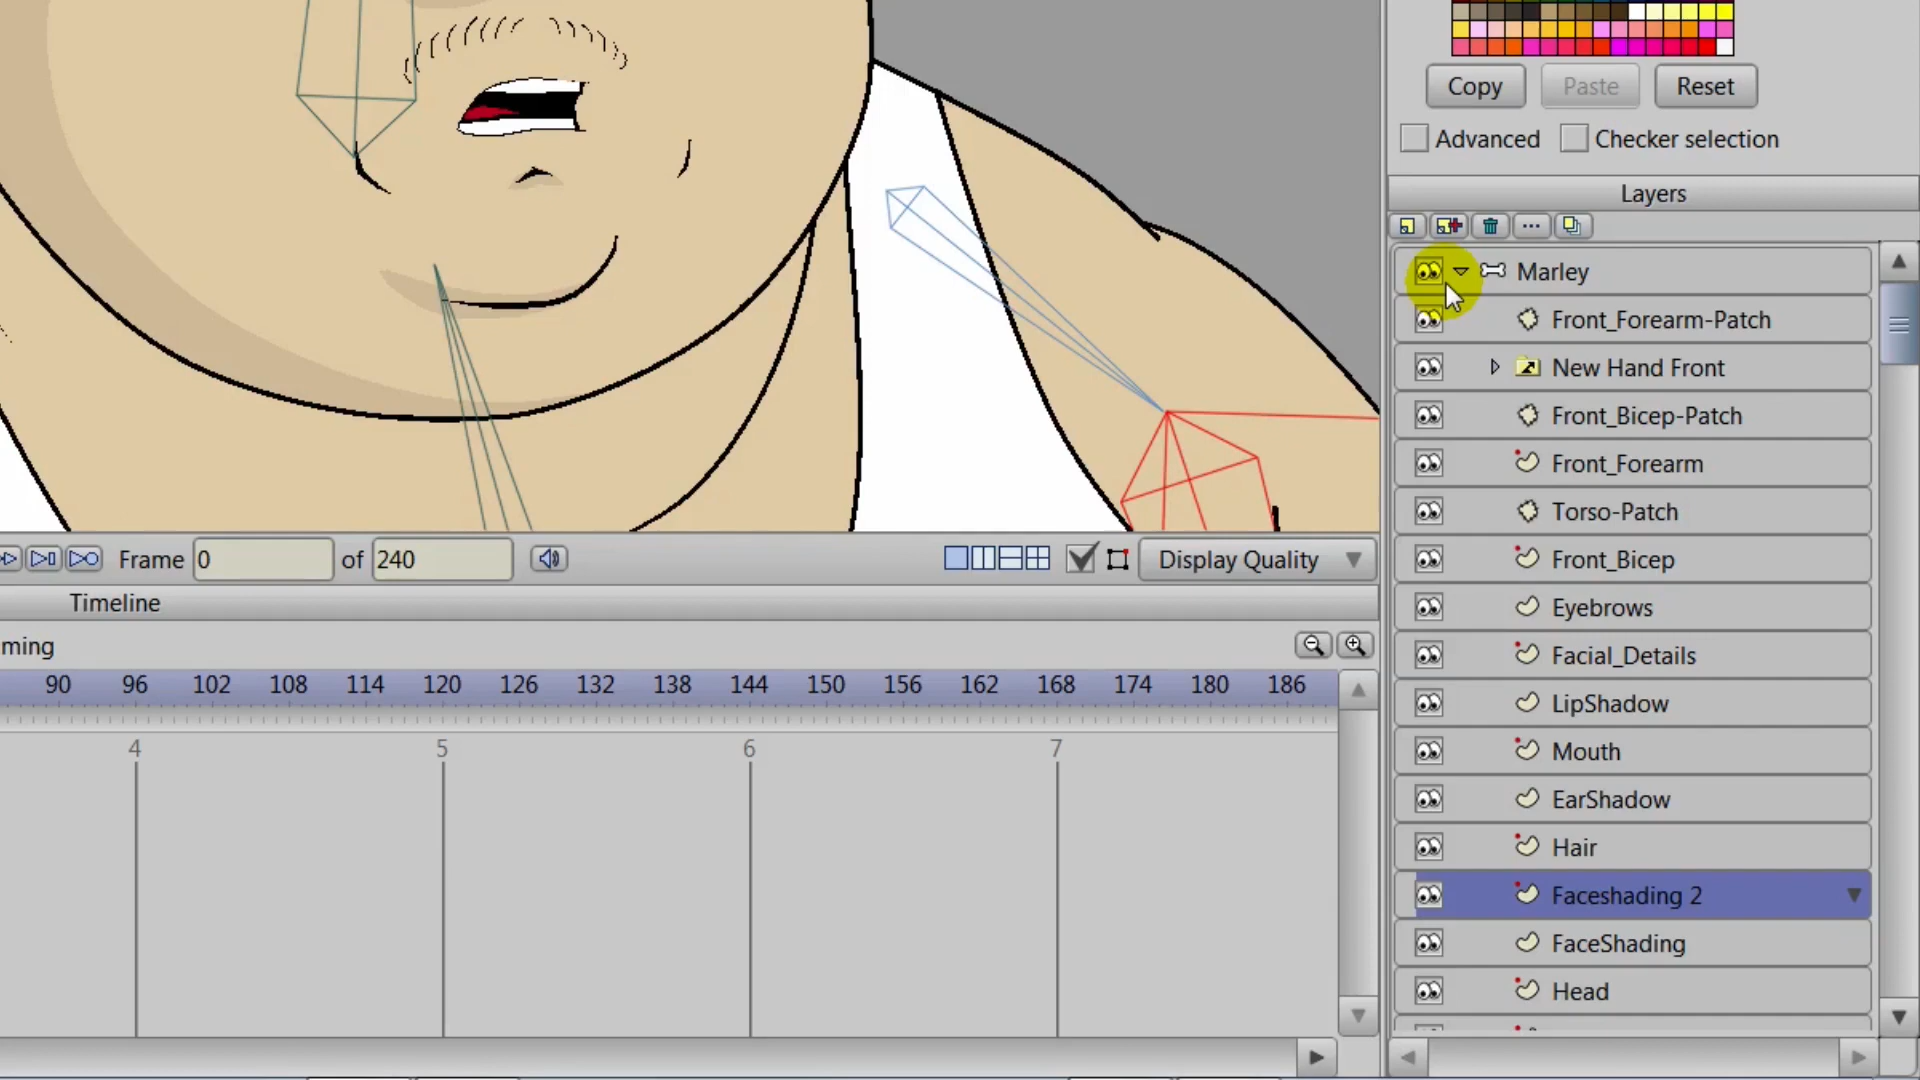 Copy Paste Reset
Advanced Checker selection
Layers
Marley
Front_Forearm-Patch
New Hand Front
Front_Bicep-Patch
Front_Forearm
Torso-Patch
Front_Bicep
Eyebrows
Facial_Details
LipShadow
Mouth
EarShadow
Hair
Faceshading 2
FaceShading
Head
Frame 0 of 240 Display Quality
Timeline
ming
90 96 102 108 114 120 126 132 138 144 150 156 162 168 174 180 186
4 5 6 7